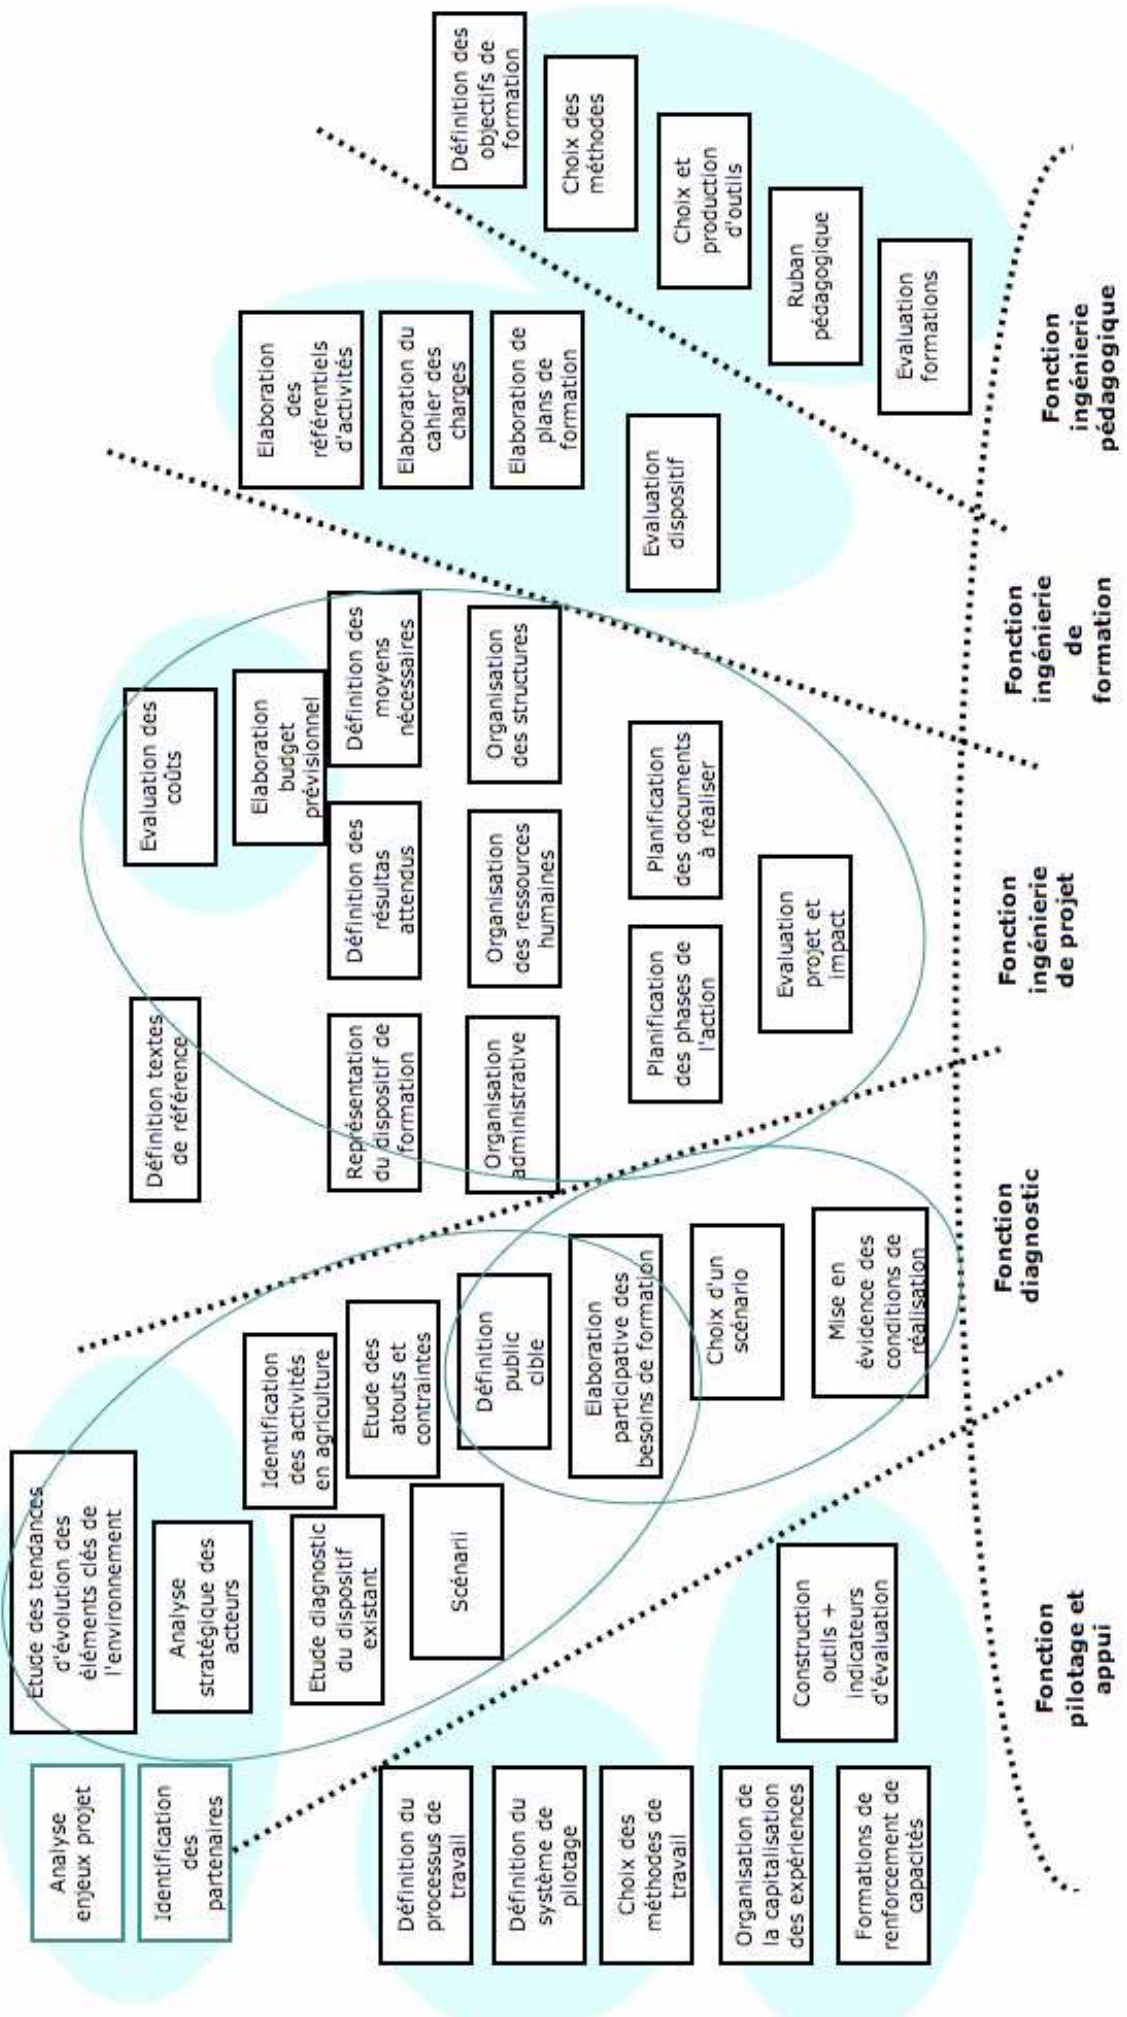 Analyse
enjeux projet
Identification
des
partenaires
Définition du
processus de
travail
Définition du
système de
pilotage
Choix des
méthodes de
travail
Organisation de
la capitalisation
des expériences
Formations de
renforcement de
capacités
Construction
outils +
indicateurs
d'évaluation
Etude des tendances
d'évolution des
éléments clés de
l'environnement
Analyse
stratégique des
acteurs
Etude diagnostic
du dispositif
existant
Identification
des activités
en agriculture
Etude des
atouts et
contraintes
Scénarii
Définition
public
cible
Elaboration
participative des
besoins de formation
Choix d'un
scénario
Mise en
évidence des
conditions de
réalisation
Définition textes
de référence
Evaluation des
coûts
Elaboration
budget
prévisionnel
Représentation
du dispositif de
formation
Définition des
résultas
attendus
Définition des
moyens
nécessaires
Organisation
administrative
Organisation
des ressources
humaines
Organisation
des structures
Planification
des phases de
l'action
Planification
des documents
à réaliser
Evaluation
projet et
impact
Elaboration
des
référentiels
d'activités
Elaboration du
cahier des
charges
Elaboration de
plans de
formation
Evaluation
dispositif
Définition des
objectifs de
formation
Choix des
méthodes
Choix et
production
d'outils
Ruban
pédagogique
Evaluation
formations
Fonction
pilotage et
appui
Fonction
diagnostic
Fonction
ingénierie
de projet
Fonction
ingénierie
de
formation
Fonction
ingénierie
pédagogique